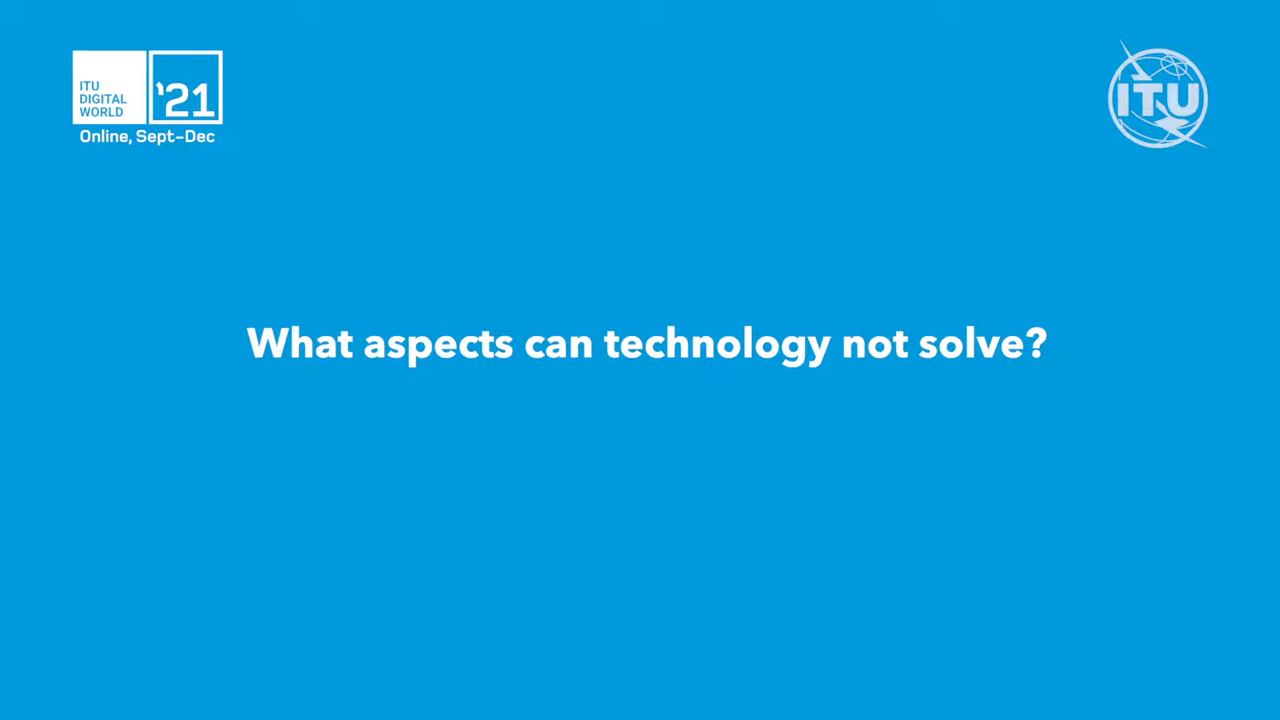 ITU
DIGITAL
WORLD
'21
Online, Sept-Dec
ITU
What aspects can technology not solve?